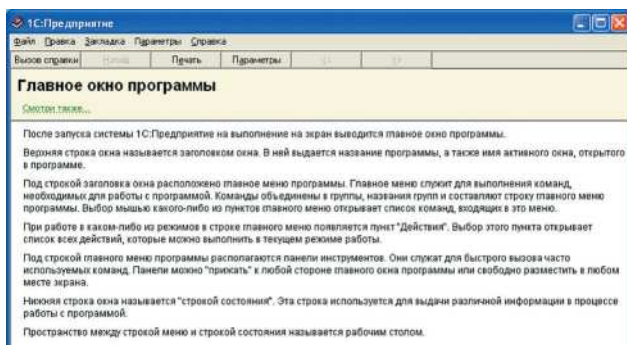 1С:Предприятие
Файл Правка Закладка Параметры Справка
Вызов справки Назад Печать Параметры << >>
Главное окно программы
Смотри также...
После запуска системы 1С:Предприятие на выполнение на экран выводится главное окно программы.
Верхняя строка окна называется заголовком окна. В ней выдается название программы, а также имя активного окна, открытого
в программе.
Под строкой заголовка окна расположено главное меню программы. Главное меню служит для выполнения команд,
необходимых для работы с программой. Команды объединены в группы, названия групп и составляют строку главного меню
программы. Выбор мышью какого-либо из пунктов главного меню открывает список команд, входящих в это меню.
При работе в каком-либо из режимов в строке главного меню появляется пункт "Действия". Выбор этого пункта открывает
список всех действий, которые можно выполнить в текущем режиме работы.
Под строкой главного меню программы располагаются панели инструментов. Они служат для быстрого вызова часто
используемых команд. Панели можно "прижать" к любой стороне главного окна программы или свободно разместить в любом
месте экрана.
Нижняя строка окна называется "строкой состояния". Эта строка используется для выдачи различной информации в процессе
работы с программой.
Пространство между строкой меню и строкой состояния называется рабочим столом.